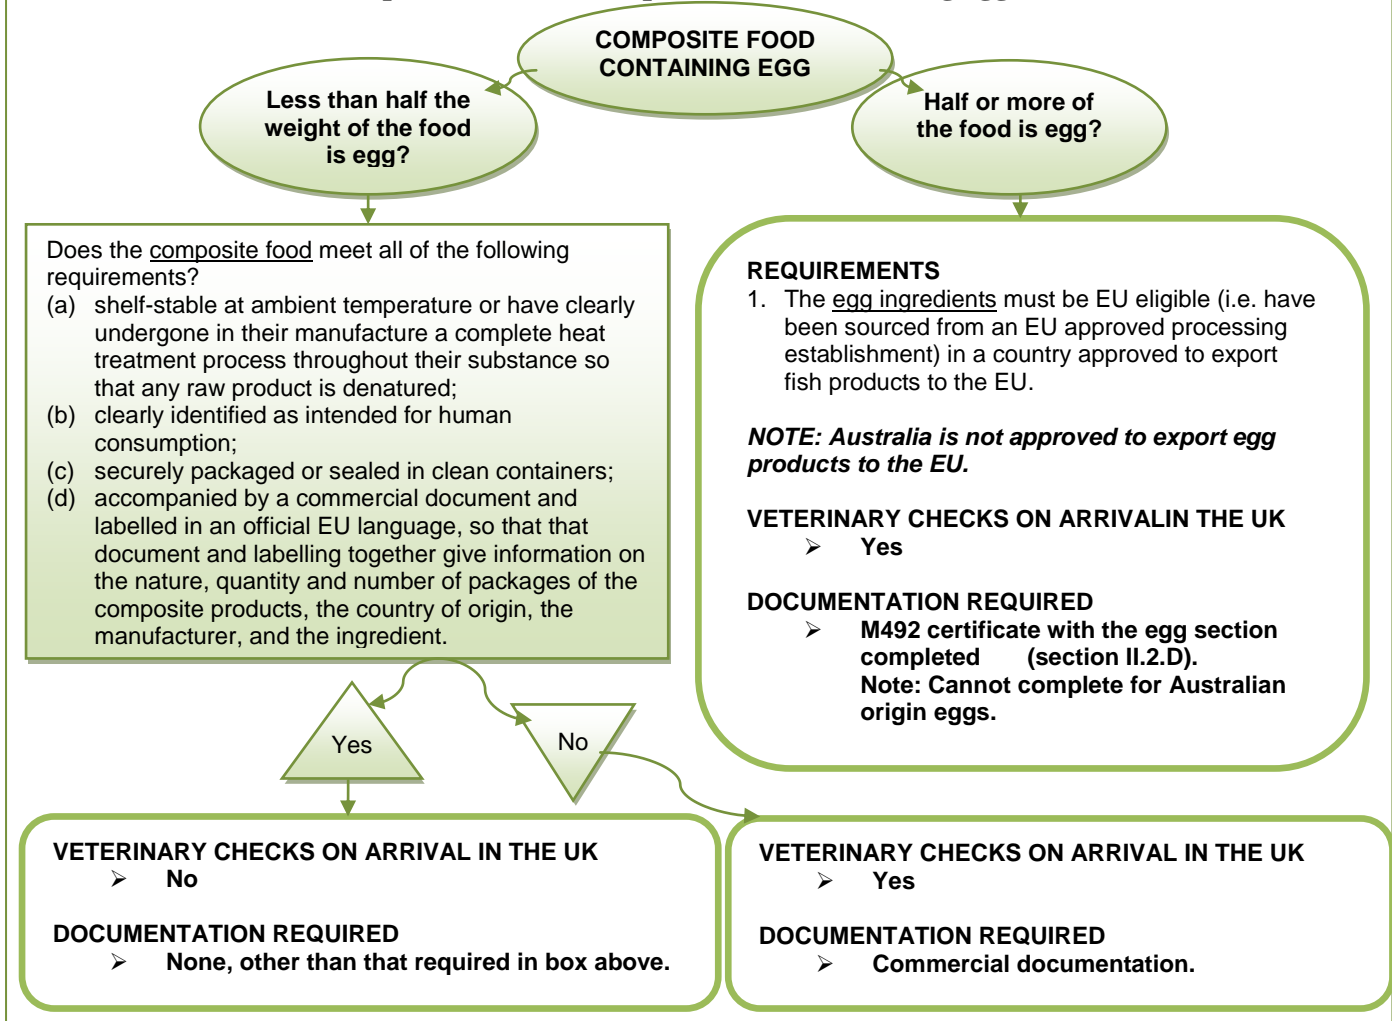 COMPOSITE FOOD
CONTAINING EGG
Less than half the
weight of the food
is egg?
Half or more of
the food is egg?
Does the composite food meet all of the following
requirements?
(a) shelf-stable at ambient temperature or have clearly
undergone in their manufacture a complete heat
treatment process throughout their substance so
that any raw product is denatured;
(b) clearly identified as intended for human
consumption;
(c) securely packaged or sealed in clean containers;
(d) accompanied by a commercial document and
labelled in an official EU language, so that that
document and labelling together give information on
the nature, quantity and number of packages of the
composite products, the country of origin, the
manufacturer, and the ingredient.
REQUIREMENTS
1. The egg ingredients must be EU eligible (i.e. have
been sourced from an EU approved processing
establishment) in a country approved to export
fish products to the EU.
NOTE: Australia is not approved to export egg
products to the EU.
VETERINARY CHECKS ON ARRIVALIN THE UK
➢ Yes
DOCUMENTATION REQUIRED
➢ M492 certificate with the egg section
completed (section II.2.D).
Note: Cannot complete for Australian
origin eggs.
Yes
No
VETERINARY CHECKS ON ARRIVAL IN THE UK
➢ No
DOCUMENTATION REQUIRED
➢ None, other than that required in box above.
VETERINARY CHECKS ON ARRIVAL IN THE UK
➢ Yes
DOCUMENTATION REQUIRED
➢ Commercial documentation.